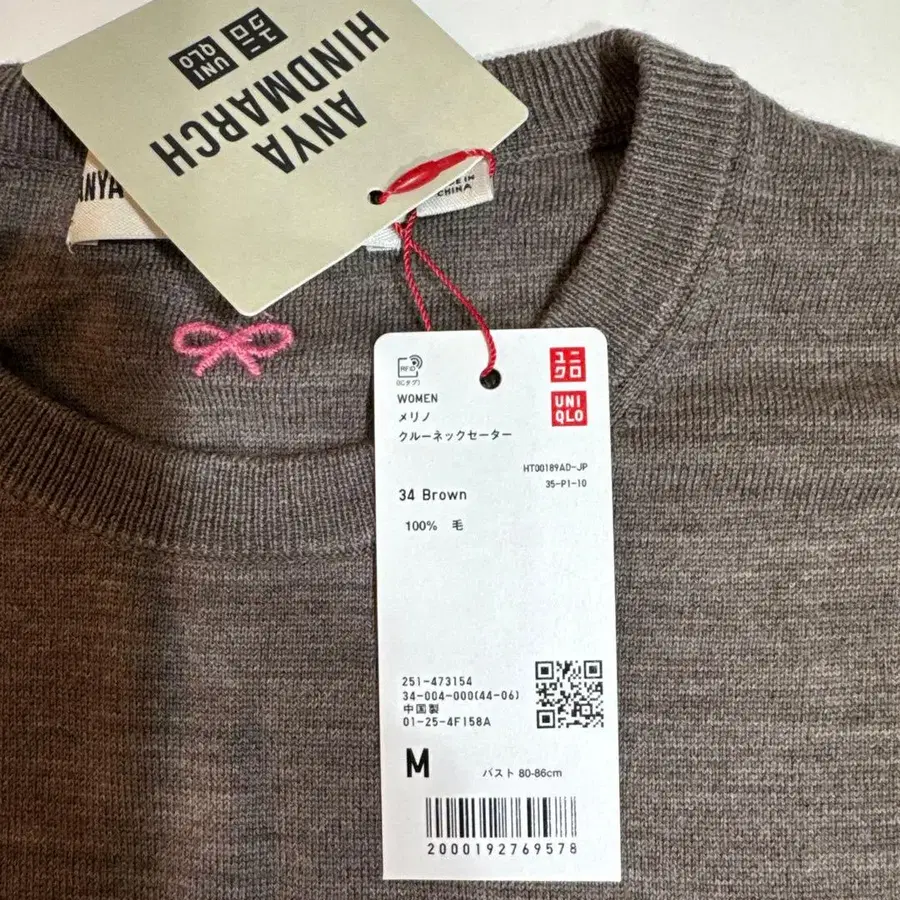 ANYA
HINDMARCH
UNI
QLO
ユニ
クロ
ANYA
CHINA
RFID
(ICタグ)
ユニ
クロ
UNI
QLO
WOMEN
メリノ
クルーネックセーター
HT00189AD-JP
35-P1-10
34 Brown
100% 毛
251-473154
34-004-000(44-06)
中国製
01-25-4F158A
M
バスト 80-86cm
2000192769578